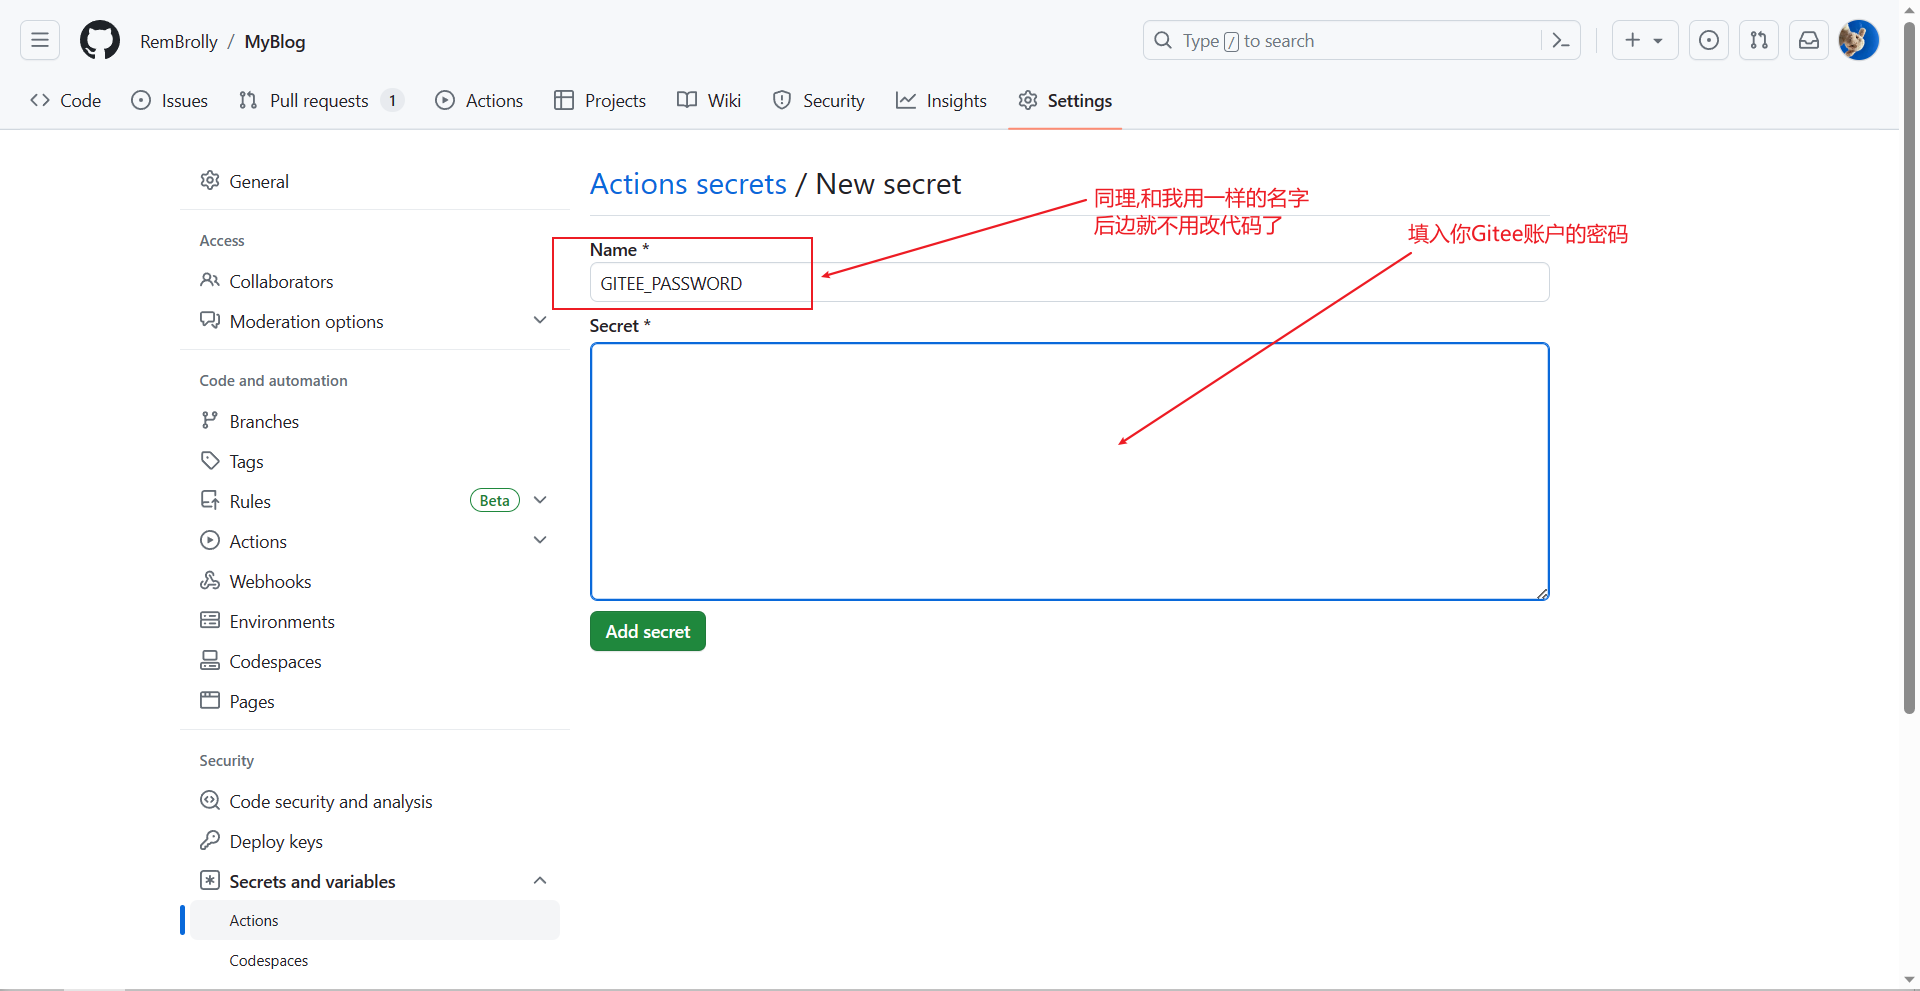 RemBrolly / MyBlog
Type / to search
Code
Issues
Pull requests 1
Actions
Projects
Wiki
Security
Insights
Settings
General
Access
Collaborators
Moderation options
Code and automation
Branches
Tags
Rules Beta
Actions
Webhooks
Environments
Codespaces
Pages
Security
Code security and analysis
Deploy keys
Secrets and variables
Actions
Codespaces
Actions secrets / New secret
同理,和我用一样的名字
后边就不用改代码了
填入你Gitee账户的密码
Name *
GITEE_PASSWORD
Secret *
Add secret